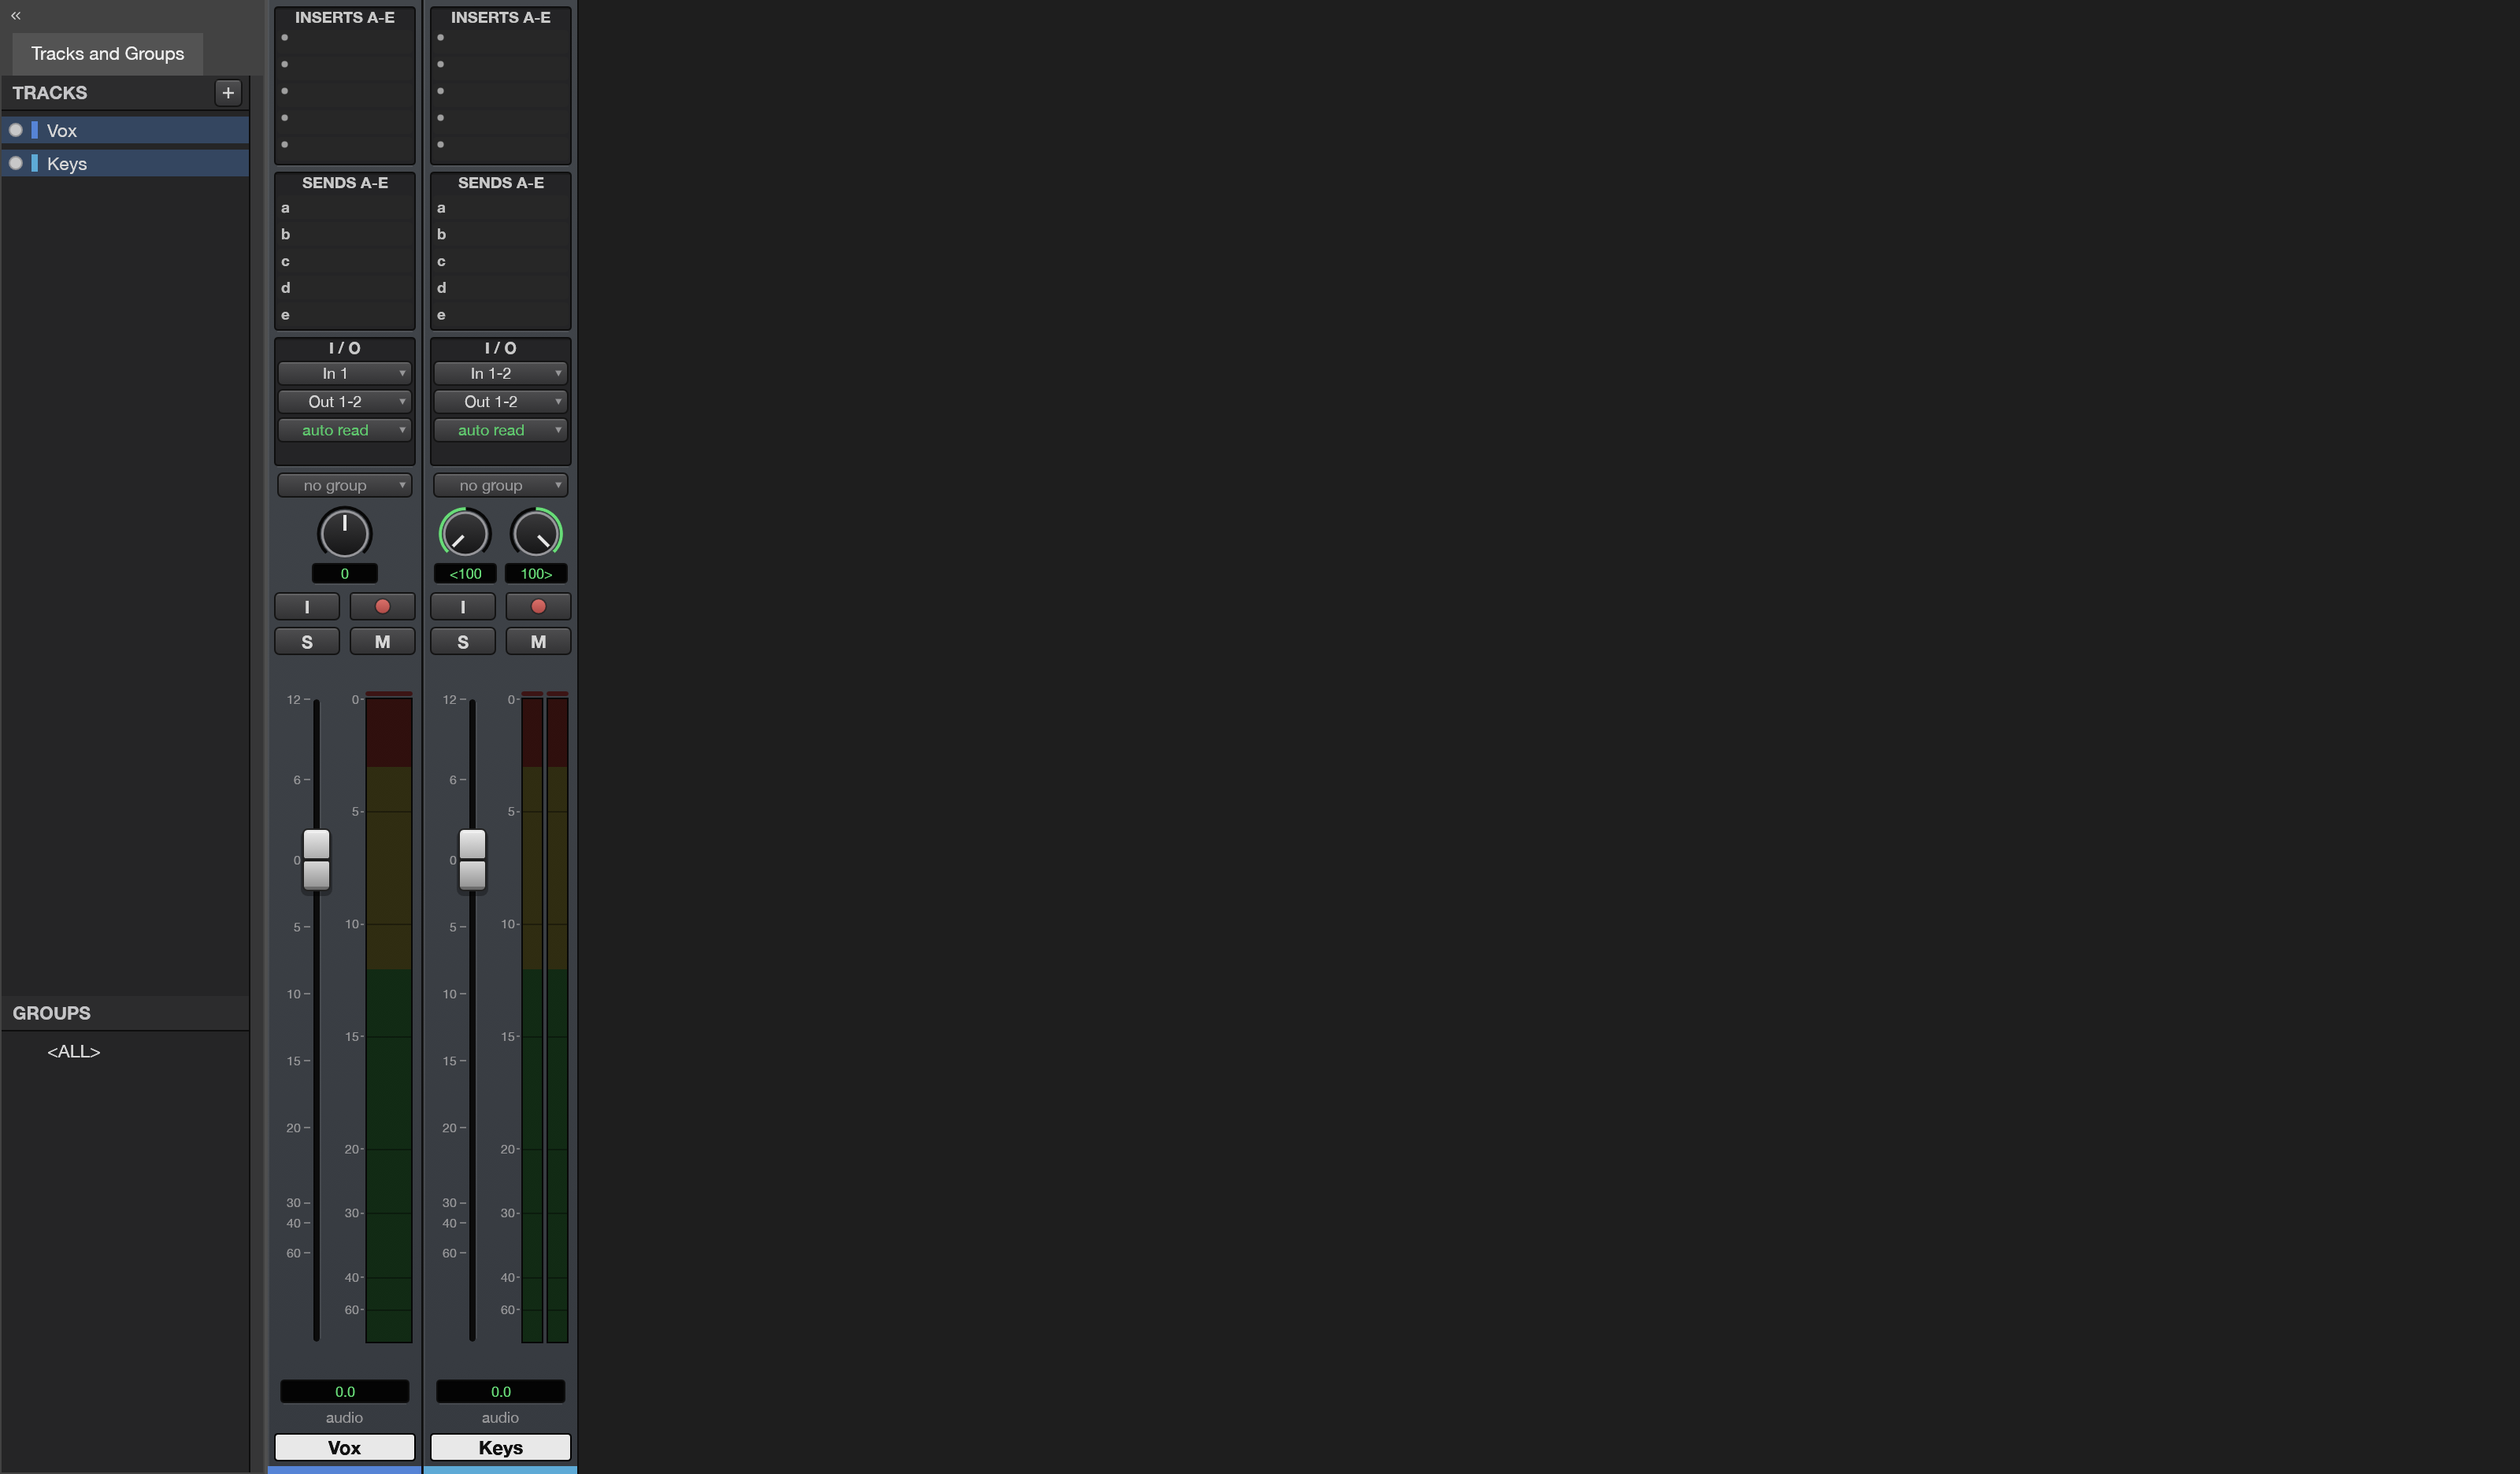 «
Tracks and Groups
TRACKS +
Vox
Keys
GROUPS
<ALL>
INSERTS A-E
SENDS A-E
a
b
c
d
e
I / O
In 1
Out 1-2
auto read
no group
0
I
S M
12
6
0
5
10
15
20
30
40
60
0
5
10
15
20
30
40
60
0.0
audio
Vox
INSERTS A-E
SENDS A-E
a
b
c
d
e
I / O
In 1-2
Out 1-2
auto read
no group
<100 100>
I
S M
12
6
0
5
10
15
20
30
40
60
0
5
10
15
20
30
40
60
0.0
audio
Keys